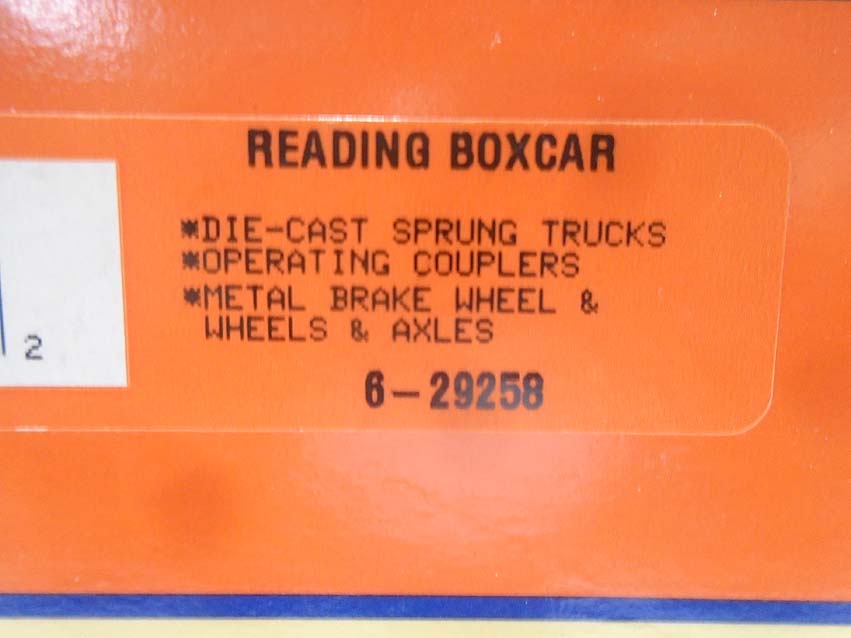 READING BOXCAR
*DIE-CAST SPRUNG TRUCKS
*OPERATING COUPLERS
*METAL BRAKE WHEEL &
WHEELS & AXLES
2
6-29258